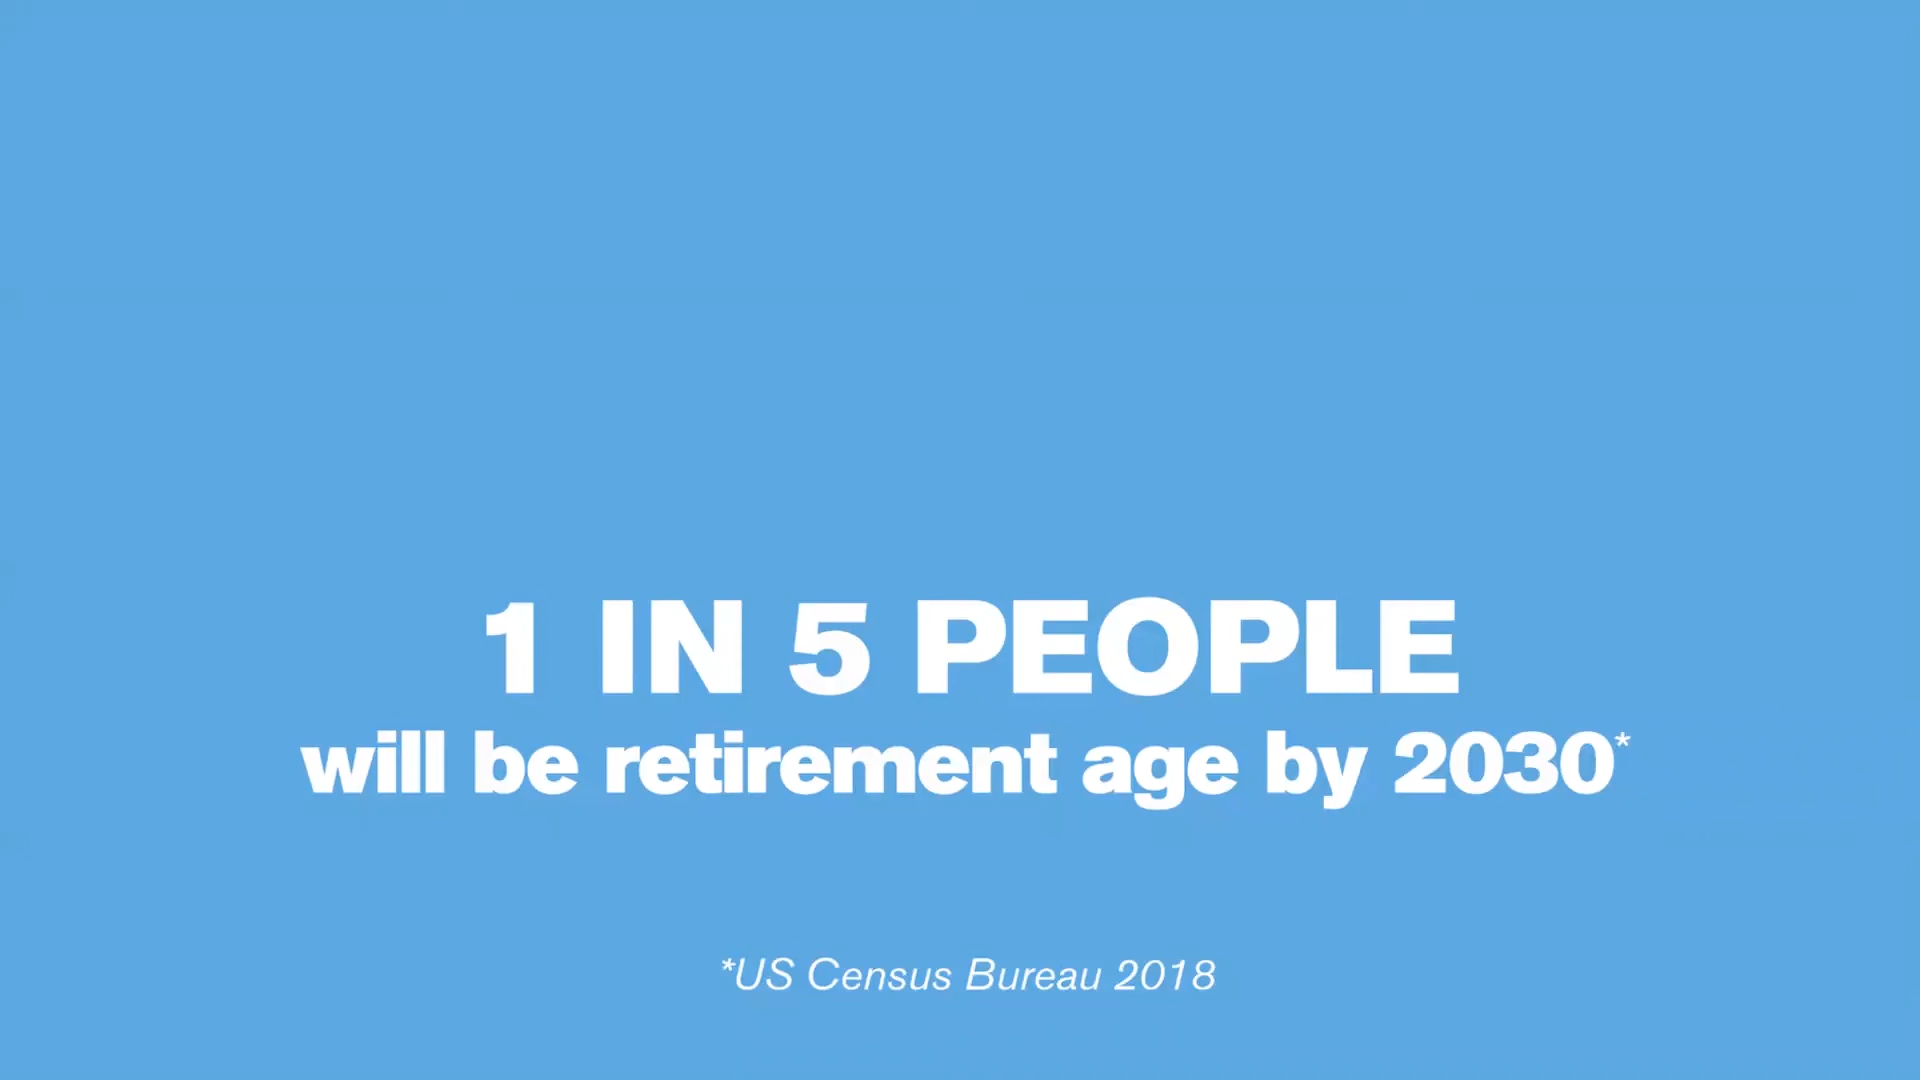 1 IN 5 PEOPLE
will be retirement age by 2030*
*US Census Bureau 2018